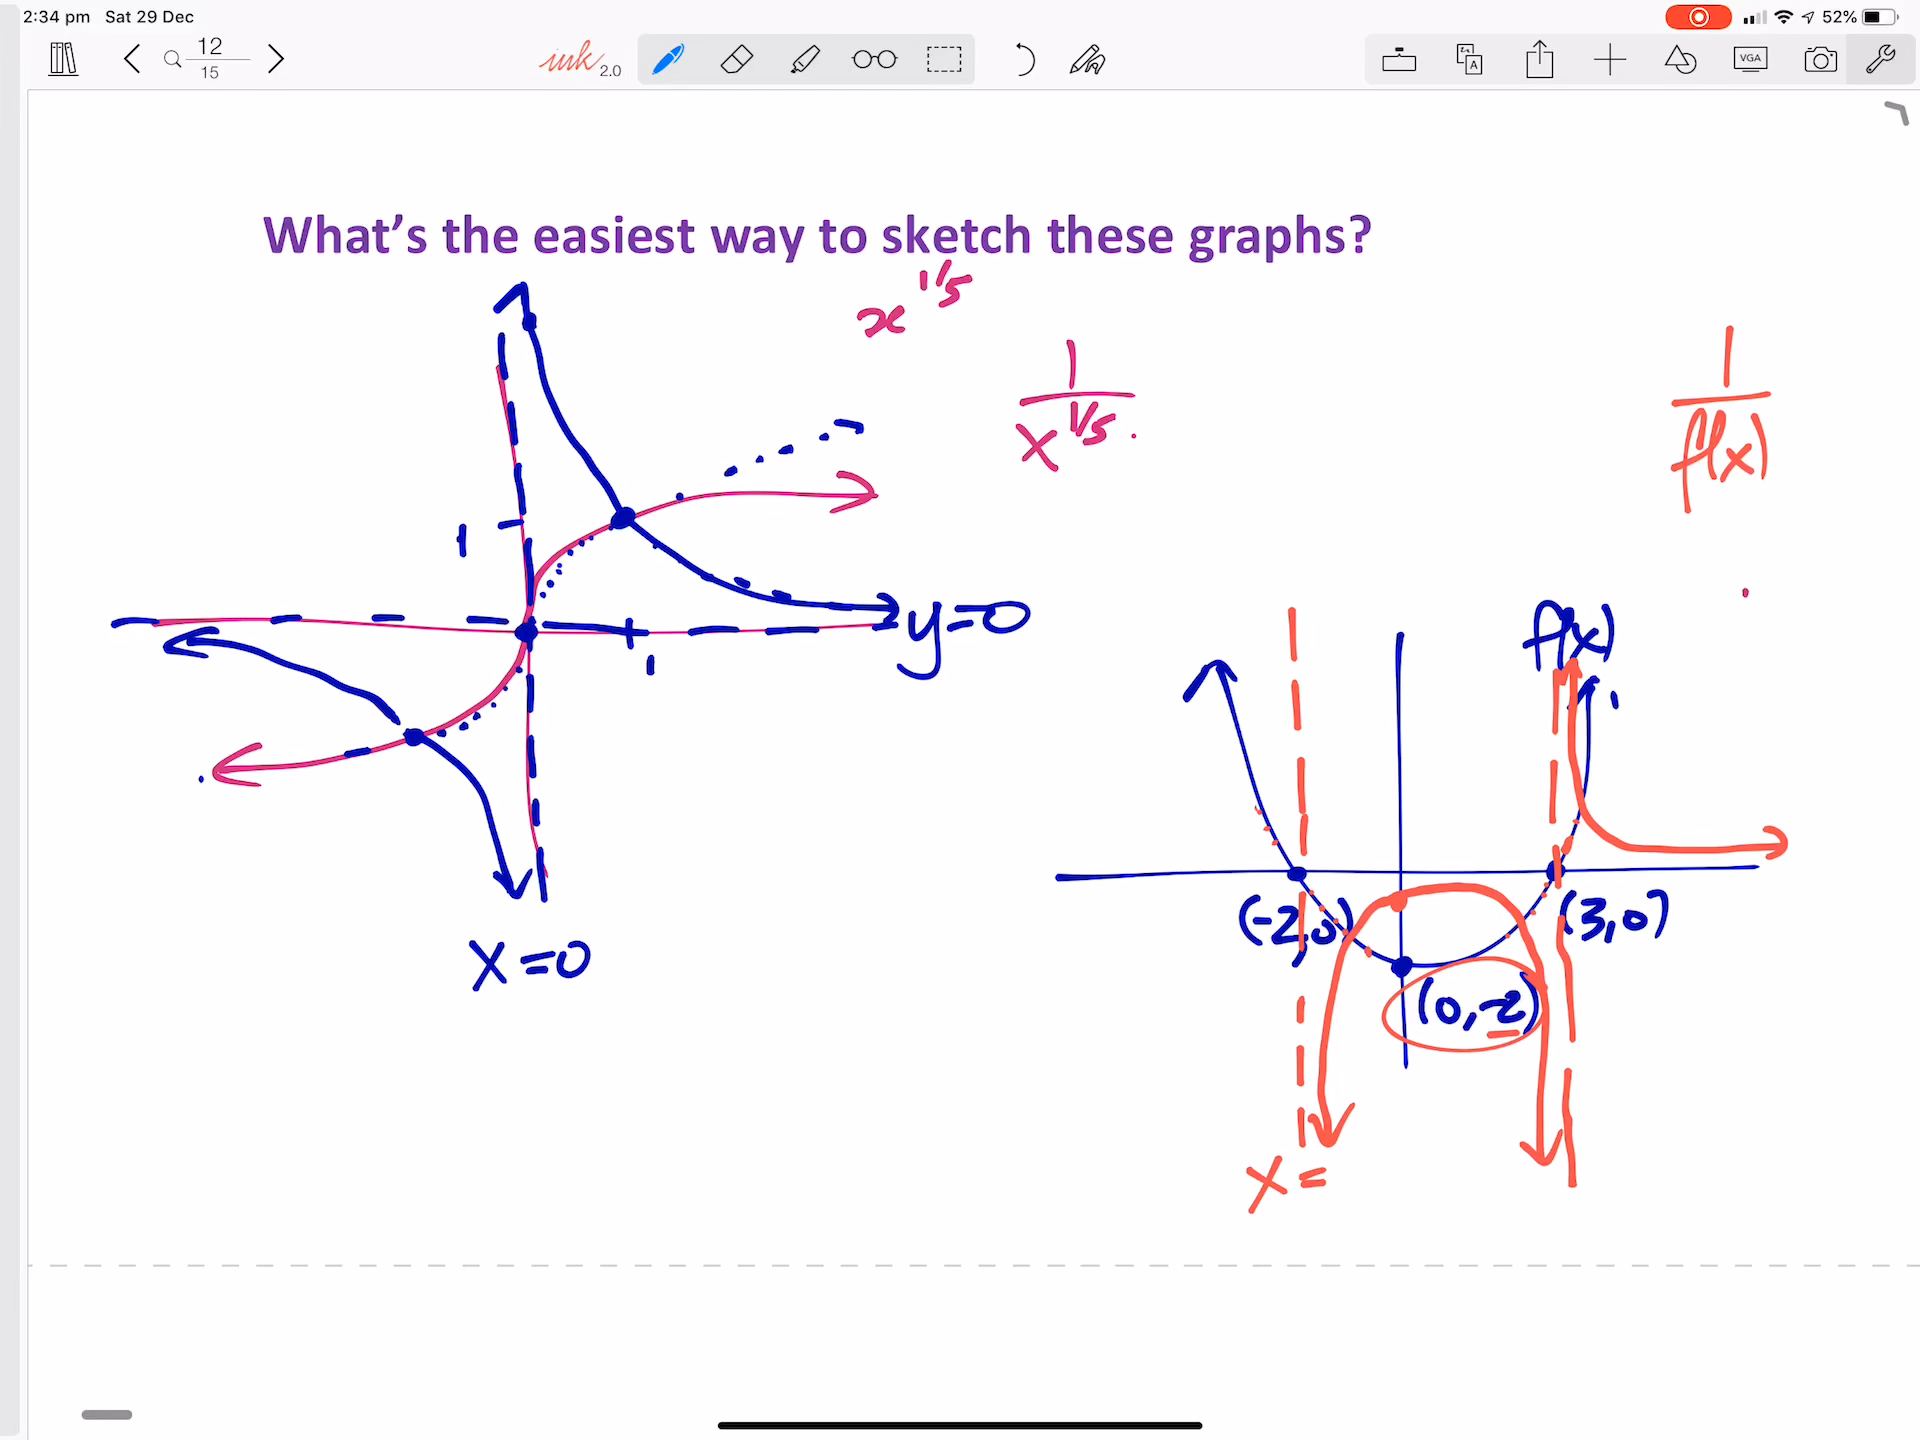 2:34 pm Sat 29 Dec
52%
12
15
ink 2.0
A
VGA
What's the easiest way to sketch these graphs?
x^1/5
1
x^1/5
1
f(x)
1
1
y=0
x=0
f(x)
(-2,0)
(3,0)
(0,-2)
x=